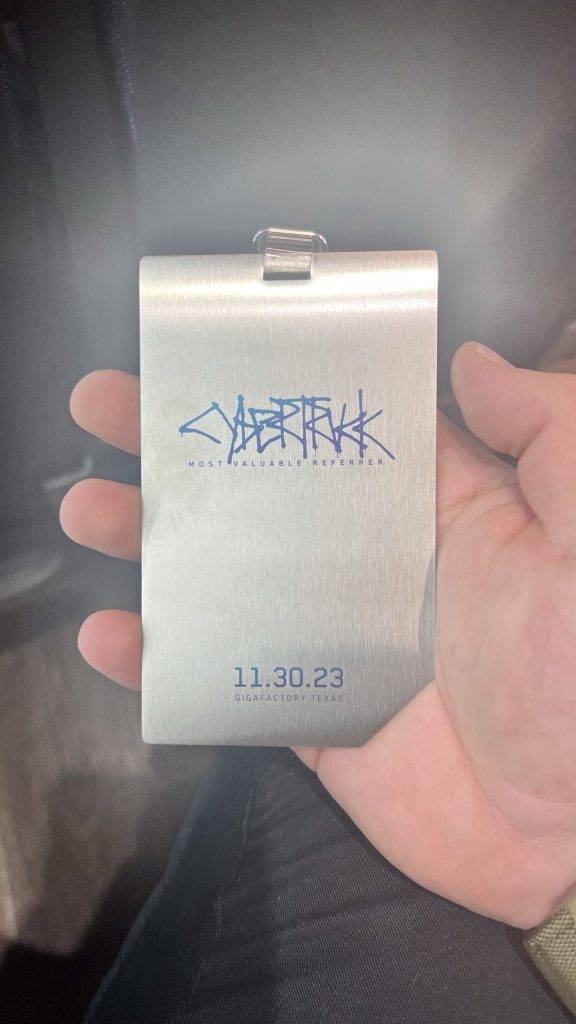 CYBERTRUCK
MOST VALUABLE REFERRER
11.30.23
GIGAFACTORY TEXAS